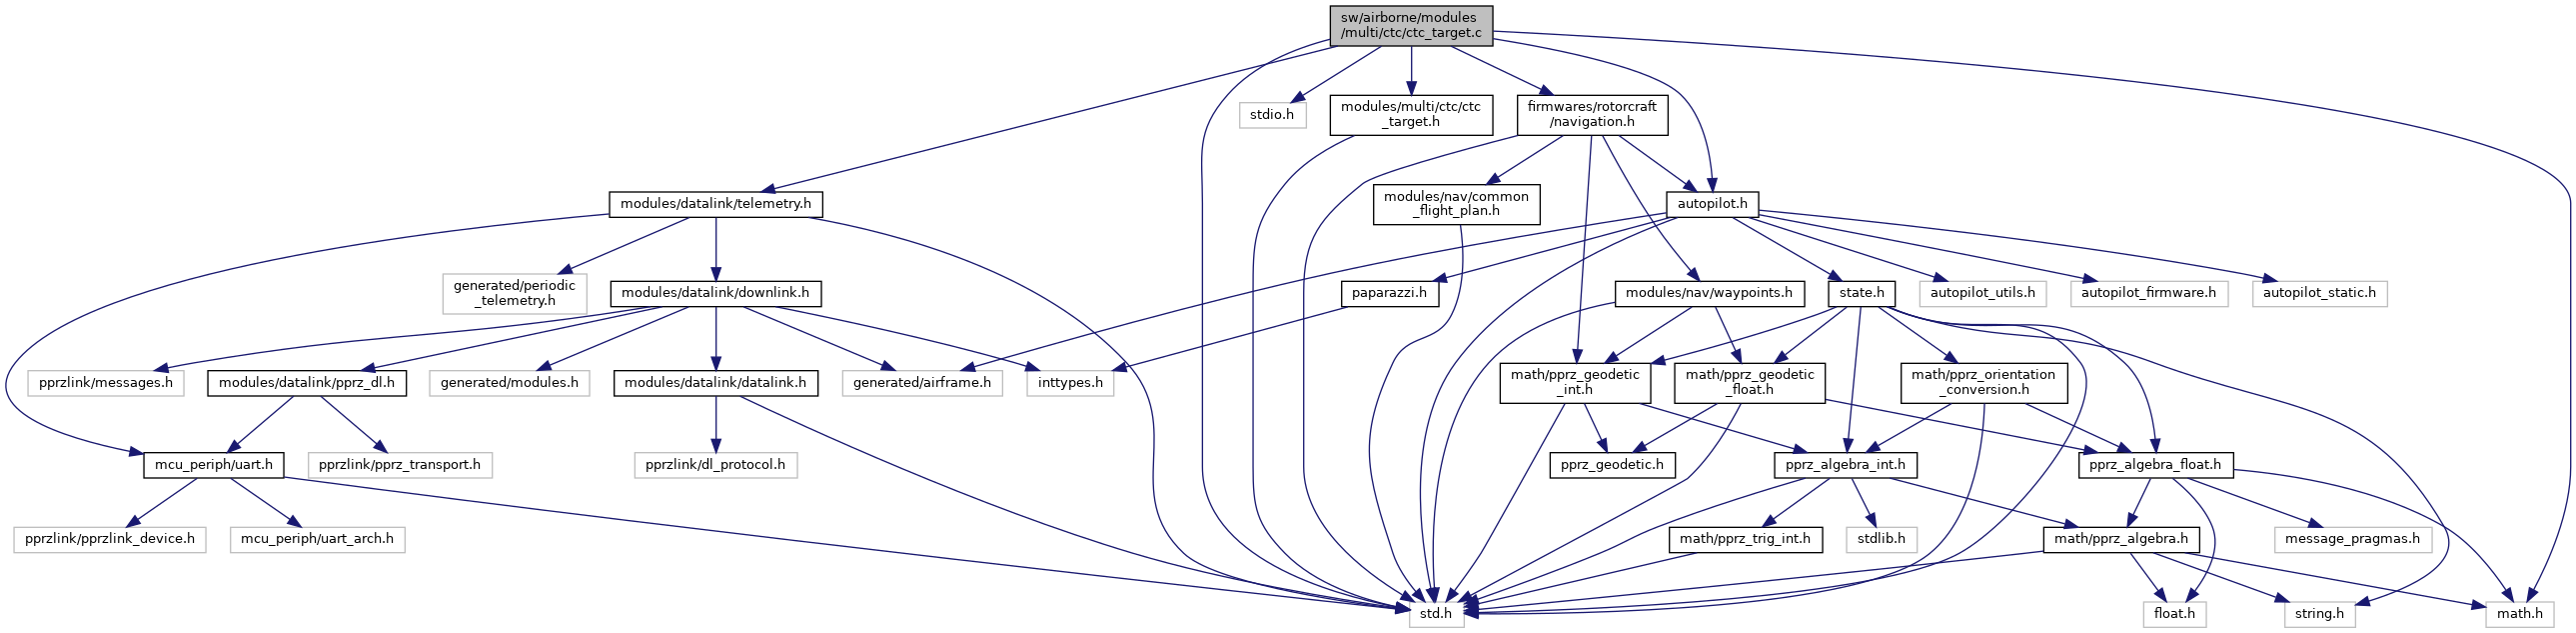 sw/airborne/modules
/multi/ctc/ctc_target.c
stdio.h
modules/multi/ctc/ctc
_target.h
firmwares/rotorcraft
/navigation.h
modules/datalink/telemetry.h
modules/nav/common
_flight_plan.h
autopilot.h
generated/periodic
_telemetry.h
modules/datalink/downlink.h
paparazzi.h
modules/nav/waypoints.h
state.h
autopilot_utils.h
autopilot_firmware.h
autopilot_static.h
pprzlink/messages.h
modules/datalink/pprz_dl.h
generated/modules.h
modules/datalink/datalink.h
generated/airframe.h
inttypes.h
math/pprz_geodetic
_int.h
math/pprz_geodetic
_float.h
math/pprz_orientation
_conversion.h
mcu_periph/uart.h
pprzlink/pprz_transport.h
pprzlink/dl_protocol.h
pprz_geodetic.h
pprz_algebra_int.h
pprz_algebra_float.h
pprzlink/pprzlink_device.h
mcu_periph/uart_arch.h
math/pprz_trig_int.h
stdlib.h
math/pprz_algebra.h
message_pragmas.h
std.h
float.h
string.h
math.h